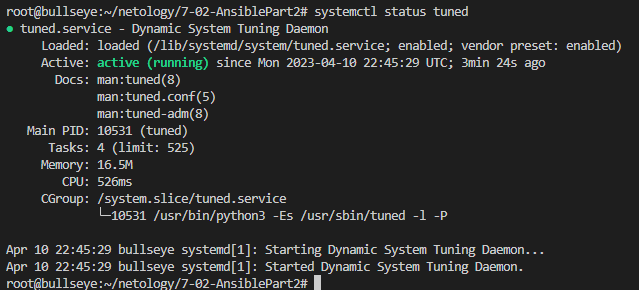 root@bullseye:~/netology/7-02-AnsiblePart2# systemctl status tuned
● tuned.service - Dynamic System Tuning Daemon
     Loaded: loaded (/lib/systemd/system/tuned.service; enabled; vendor preset: enabled)
     Active: active (running) since Mon 2023-04-10 22:45:29 UTC; 3min 24s ago
       Docs: man:tuned(8)
             man:tuned.conf(5)
             man:tuned-adm(8)
   Main PID: 10531 (tuned)
      Tasks: 4 (limit: 525)
     Memory: 16.5M
        CPU: 526ms
     CGroup: /system.slice/tuned.service
             └─10531 /usr/bin/python3 -Es /usr/sbin/tuned -l -P
Apr 10 22:45:29 bullseye systemd[1]: Starting Dynamic System Tuning Daemon...
Apr 10 22:45:29 bullseye systemd[1]: Started Dynamic System Tuning Daemon.
root@bullseye:~/netology/7-02-AnsiblePart2#